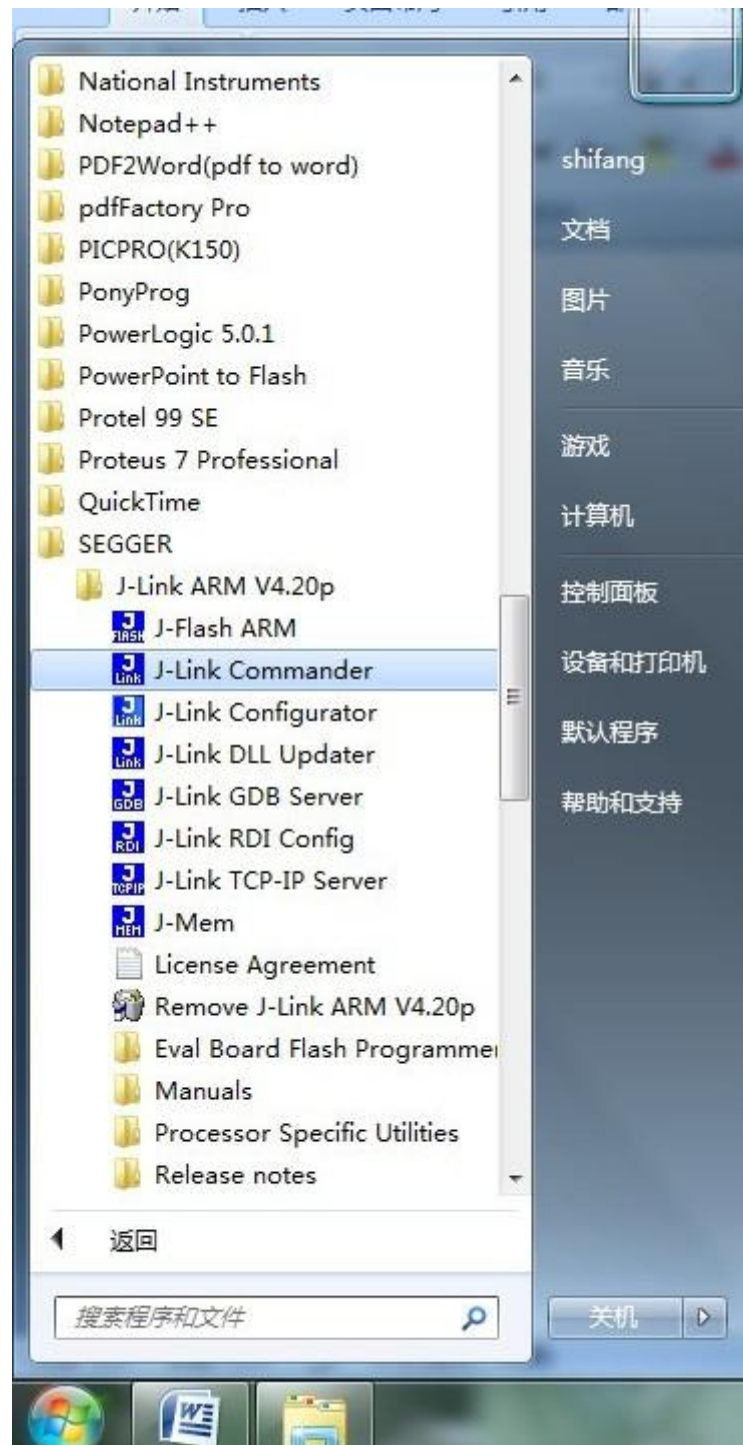 National Instruments
Notepad++
PDF2Word(pdf to word)
pdfFactory Pro
PICPRO(K150)
PonyProg
PowerLogic 5.0.1
PowerPoint to Flash
Protel 99 SE
Proteus 7 Professional
QuickTime
SEGGER
J-Link ARM V4.20p
J-Flash ARM
J-Link Commander
J-Link Configurator
J-Link DLL Updater
J-Link GDB Server
J-Link RDI Config
J-Link TCP-IP Server
J-Mem
License Agreement
Remove J-Link ARM V4.20p
Eval Board Flash Programmer
Manuals
Processor Specific Utilities
Release notes
返回
搜索程序和文件
shifang
文档
图片
音乐
游戏
计算机
控制面板
设备和打印机
默认程序
帮助和支持
关机